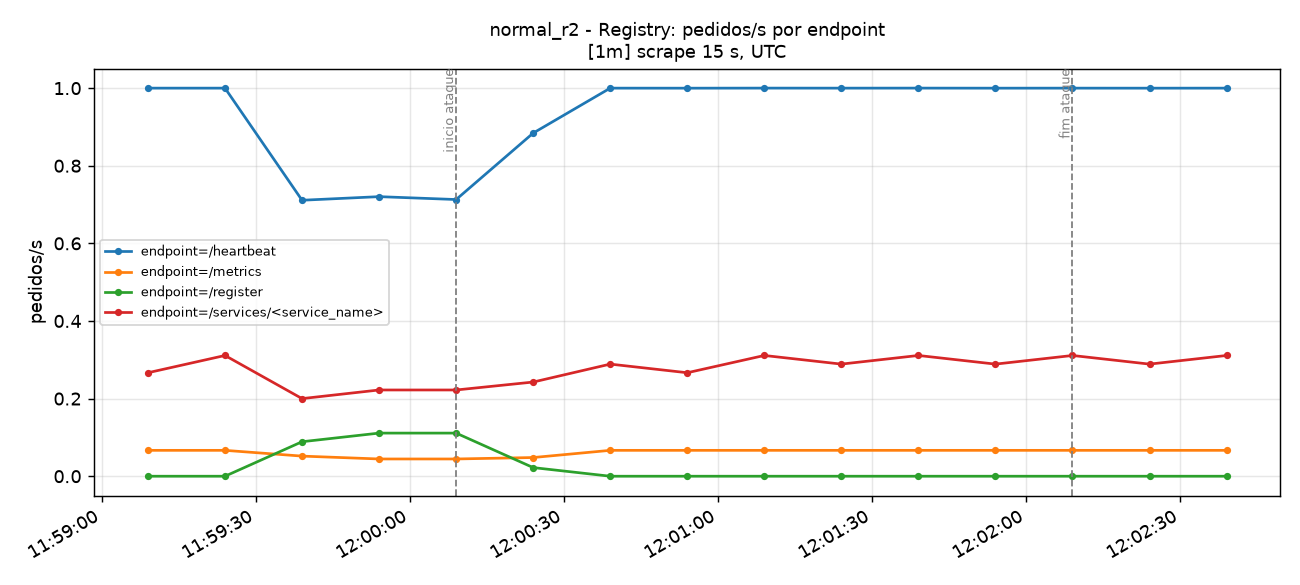 normal_r2 - Registry: pedidos/s por endpoint
[1m] scrape 15 s, UTC
pedidos/s
1.0
0.8
0.6
0.4
0.2
0.0
inicio ataque
fim ataque
endpoint=/heartbeat
endpoint=/metrics
endpoint=/register
endpoint=/services/<service_name>
11:59:00
11:59:30
12:00:00
12:00:30
12:01:00
12:01:30
12:02:00
12:02:30